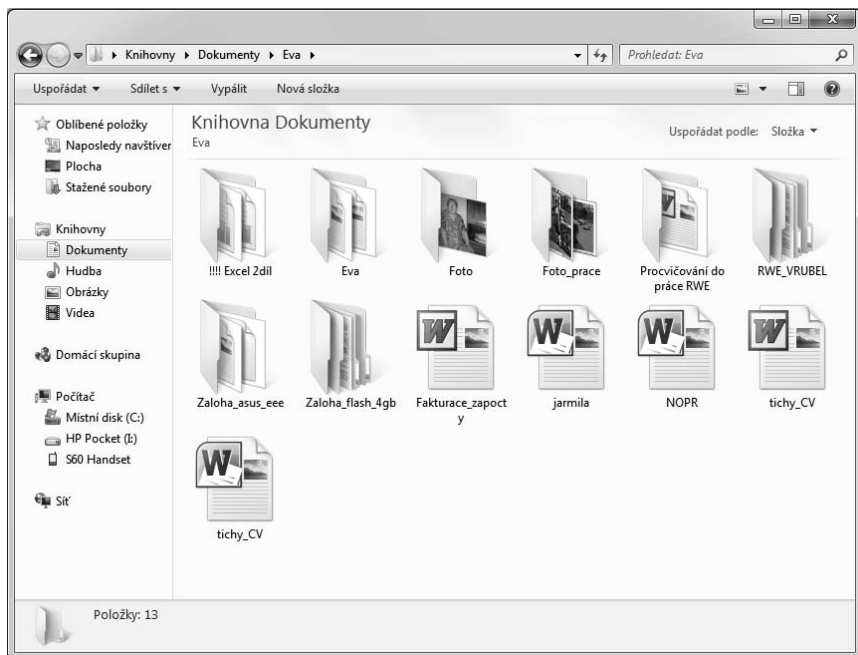 Knihovny Dokumenty Eva
Prohledat: Eva
Uspořádat Sdílet s Vypálit Nová složka
Oblíbené položky
Naposledy navštíver
Plocha
Stažené soubory
Knihovny
Dokumenty
Hudba
Obrázky
Videa
Domácí skupina
Počítač
Místní disk (C:)
HP Pocket (I:)
S60 Handset
Síť
Knihovna Dokumenty
Eva
Uspořádat podle: Složka
!!!! Excel 2díl
Eva
Foto
Foto_prace
Procvičování do
práce RWE
RWE_VRUBEL
Zaloha_asus_eee
Zaloha_flash_4gb
Fakturace_zapoct
y
jarmila
NOPR
tichy_CV
tichy_CV
Položky: 13